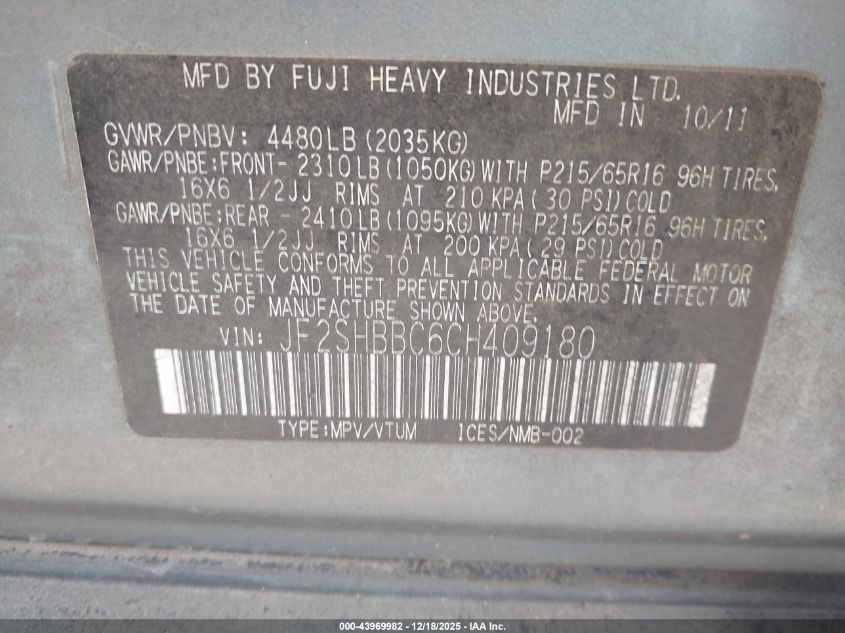 MFD BY FUJI HEAVY INDUSTRIES LTD.
MFD IN 10/11
GVWR/PNBV: 4480LB(2035KG)
GAWR/PNBE:FRONT- 2310LB(1050KG)WITH P215/65R16 96H TIRES,
16X6 1/2JJ RIMS AT 210 KPA(30 PSI)COLD
GAWR/PNBE:REAR - 2410LB(1095KG)WITH P215/65R16 96H TIRES,
16X6 1/2JJ RIMS AT 200 KPA(29 PSI)COLD
THIS VEHICLE CONFORMS TO ALL APPLICABLE FEDERAL MOTOR
VEHICLE SAFETY AND THEFT PREVENTION STANDARDS IN EFFECT ON
THE DATE OF MANUFACTURE SHOWN ABOVE.
VIN: JF2SHBBC6CH409180
TYPE:MPV/VTUM ICES/NMB-002
000-43969982 - 12/18/2025 - IAA Inc.